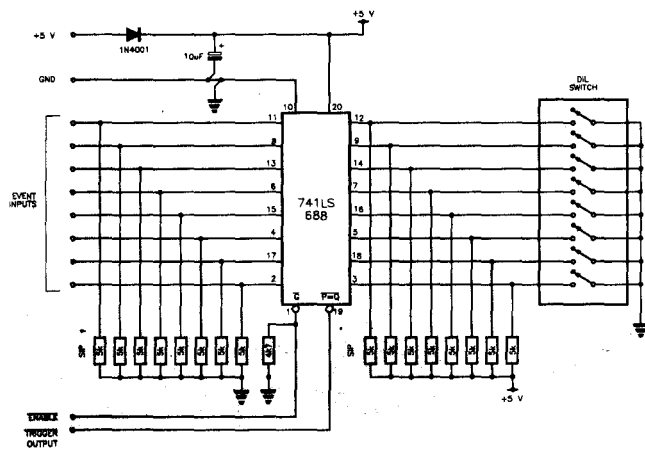 +5 V
+5 V
1N4001
10uF
+
GND
DIL
SWITCH
10
20
11
12
8
9
13
14
6
7
EVENT
INPUTS
741LS
688
15
16
4
5
17
18
2
3
G
P=Q
1
19
SIP 1
5k
5k
5k
5k
5k
5k
5k
5k
4k7
SIP
5k
5k
5k
5k
5k
5k
5k
5k
+5 V
ENABLE
TRIGGER
OUTPUT